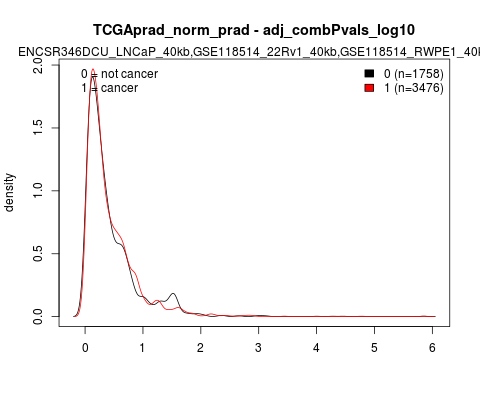 TCGAprad_norm_prad - adj_combPvals_log10
ENCSR346DCU_LNCaP_40kb,GSE118514_22Rv1_40kb,GSE118514_RWPE1_40k
0 = not cancer
1 = cancer
0 (n=1758)
1 (n=3476)
density
2.0
1.5
1.0
0.5
0.0
0 1 2 3 4 5 6